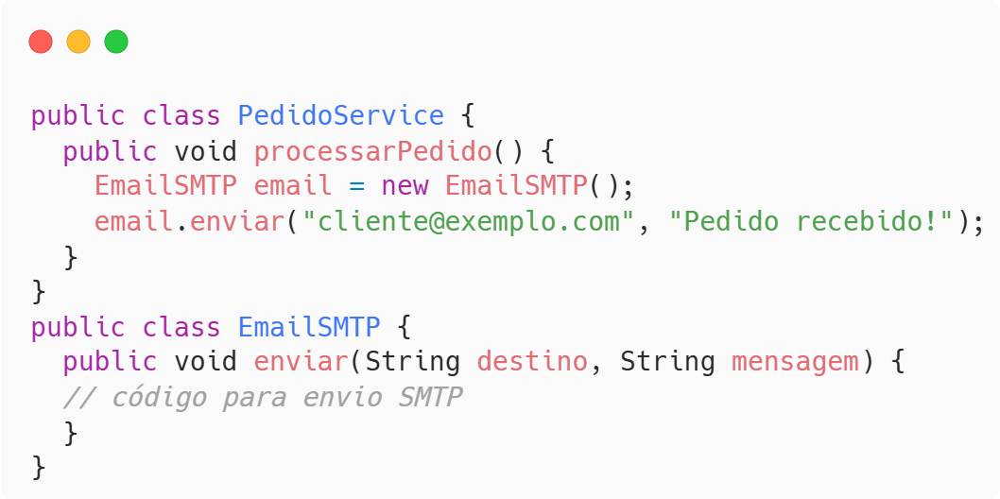 public class PedidoService {
  public void processarPedido() {
    EmailSMTP email = new EmailSMTP();
    email.enviar("cliente@exemplo.com", "Pedido recebido!");
  }
}
public class EmailSMTP {
  public void enviar(String destino, String mensagem) {
  // código para envio SMTP
  }
}